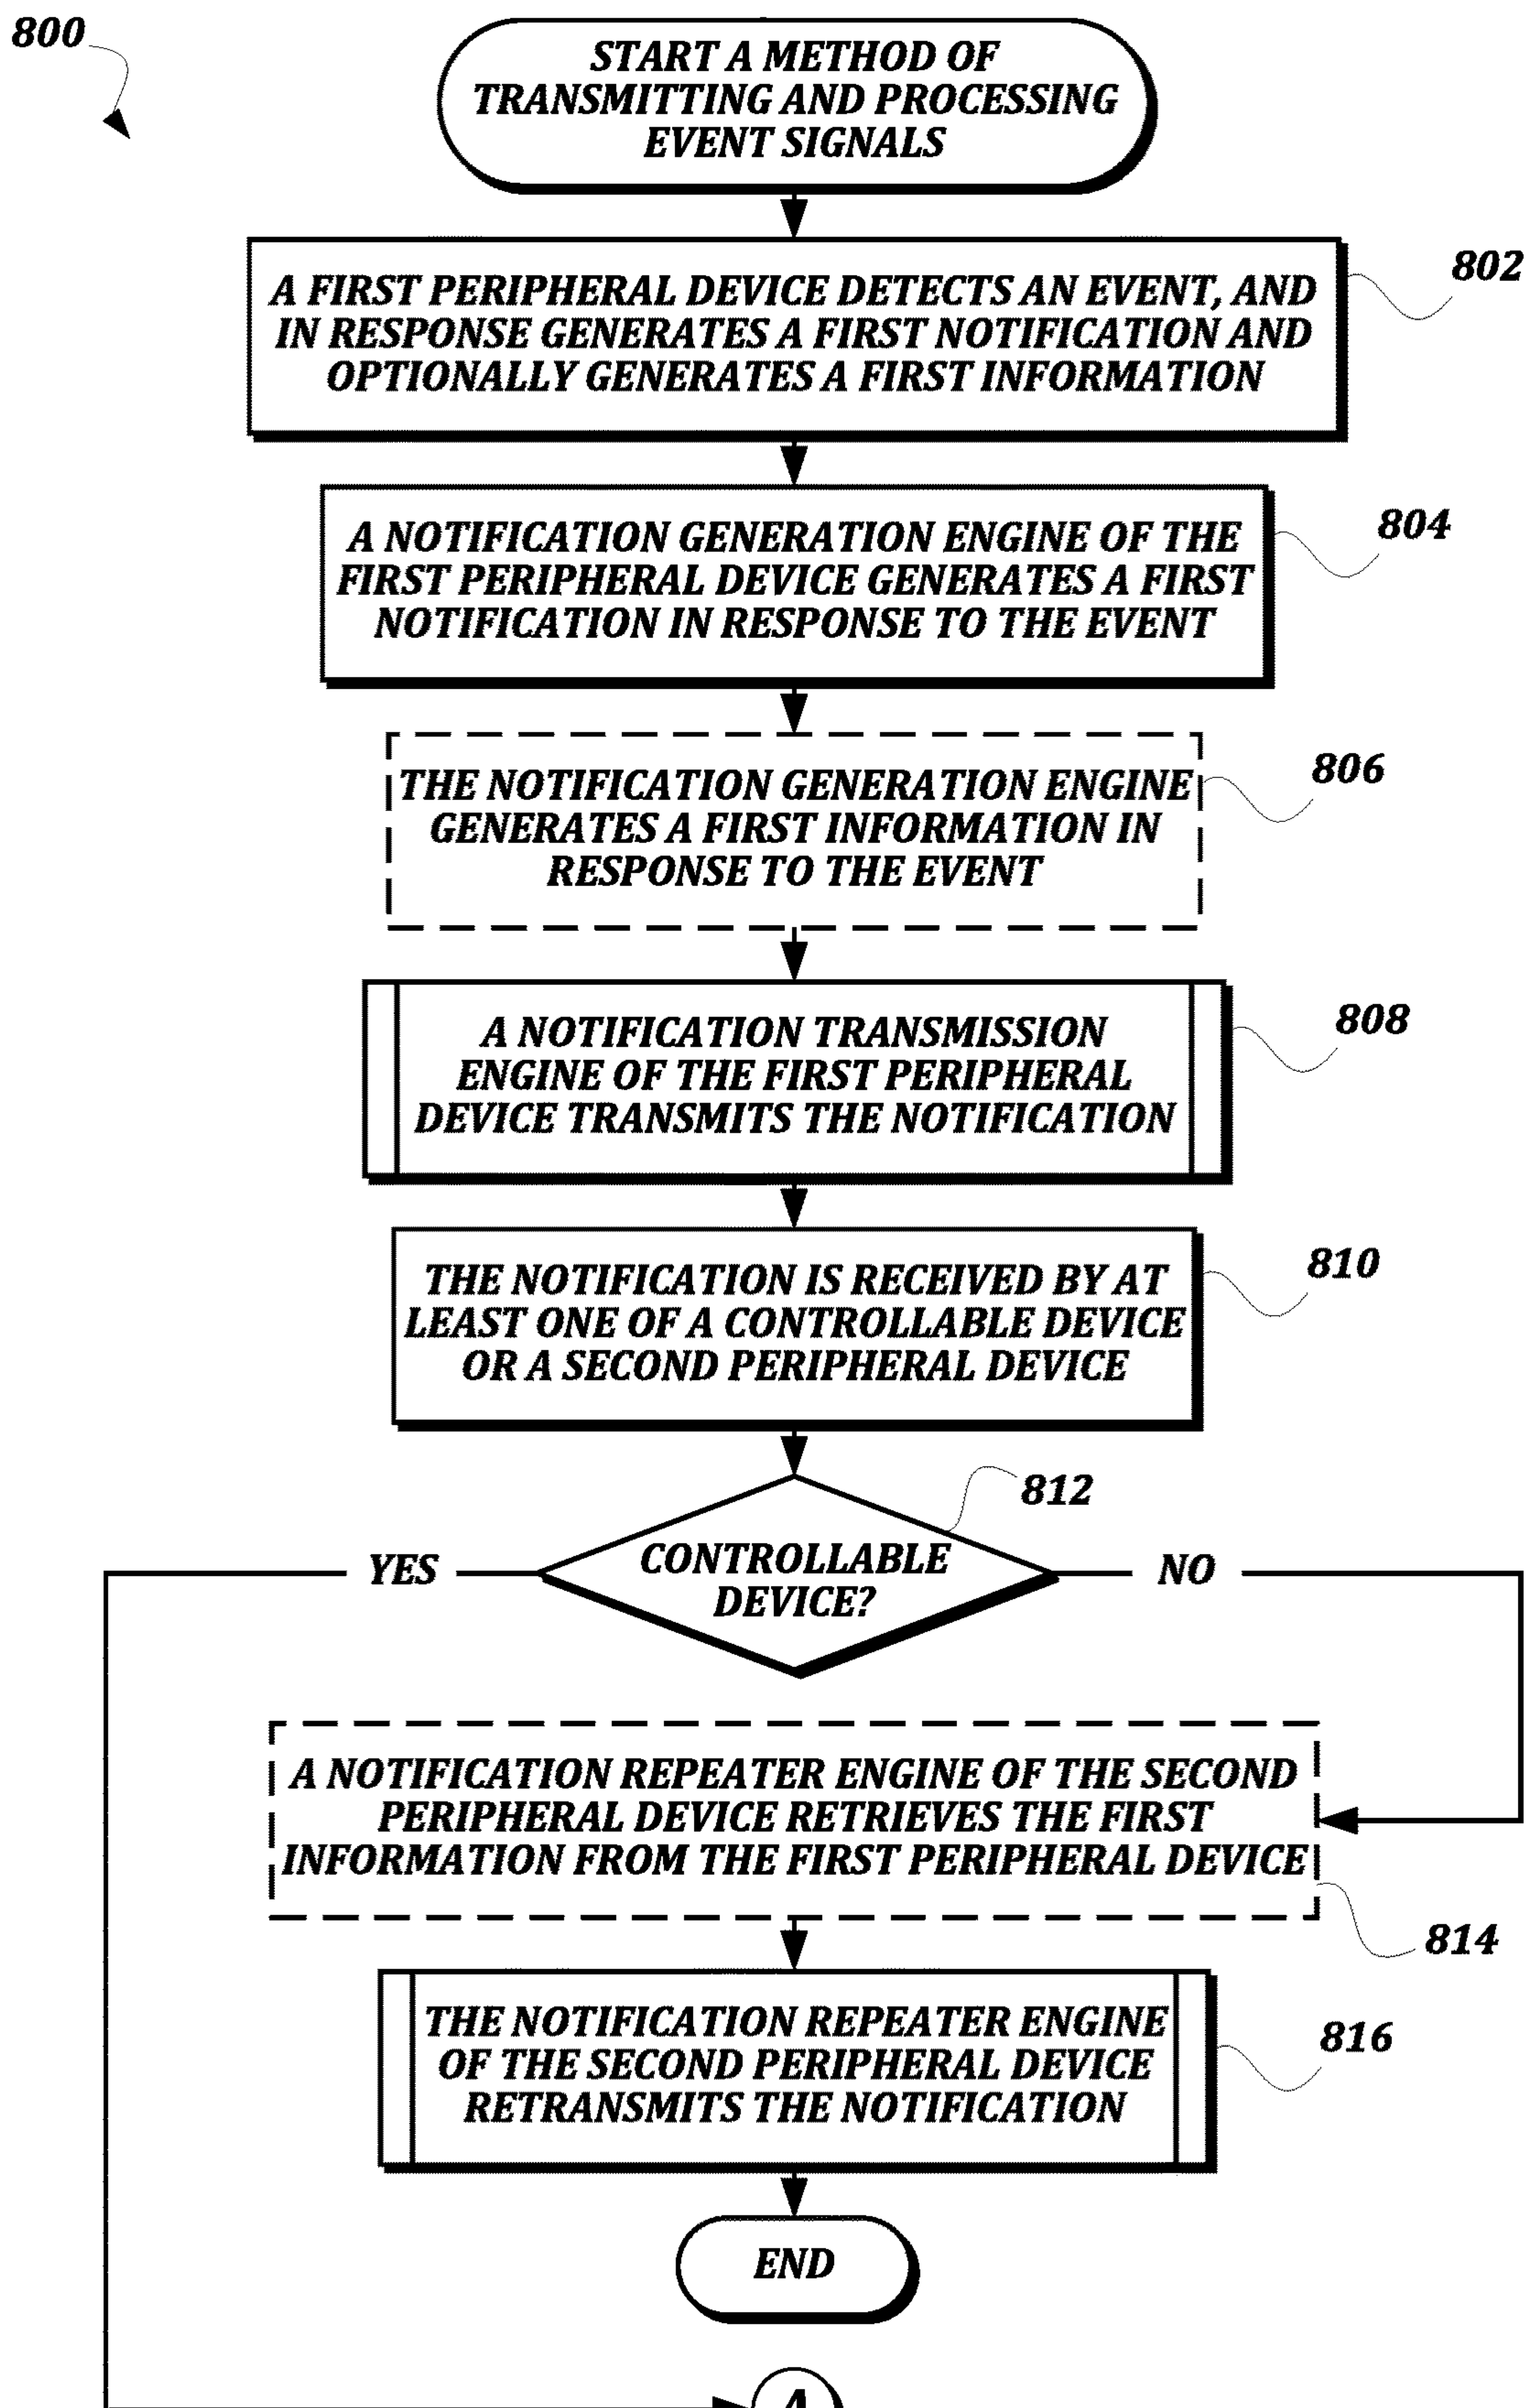 800
START A METHOD OF
TRANSMITTING AND PROCESSING
EVENT SIGNALS
802
A FIRST PERIPHERAL DEVICE DETECTS AN EVENT, AND
IN RESPONSE GENERATES A FIRST NOTIFICATION AND
OPTIONALLY GENERATES A FIRST INFORMATION
804
A NOTIFICATION GENERATION ENGINE OF THE
FIRST PERIPHERAL DEVICE GENERATES A FIRST
NOTIFICATION IN RESPONSE TO THE EVENT
806
THE NOTIFICATION GENERATION ENGINE
GENERATES A FIRST INFORMATION IN
RESPONSE TO THE EVENT
808
A NOTIFICATION TRANSMISSION
ENGINE OF THE FIRST PERIPHERAL
DEVICE TRANSMITS THE NOTIFICATION
810
THE NOTIFICATION IS RECEIVED BY AT
LEAST ONE OF A CONTROLLABLE DEVICE
OR A SECOND PERIPHERAL DEVICE
812
CONTROLLABLE
DEVICE?
YES
NO
A NOTIFICATION REPEATER ENGINE OF THE SECOND
PERIPHERAL DEVICE RETRIEVES THE FIRST
INFORMATION FROM THE FIRST PERIPHERAL DEVICE
814
THE NOTIFICATION REPEATER ENGINE
OF THE SECOND PERIPHERAL DEVICE
RETRANSMITS THE NOTIFICATION
816
END
A